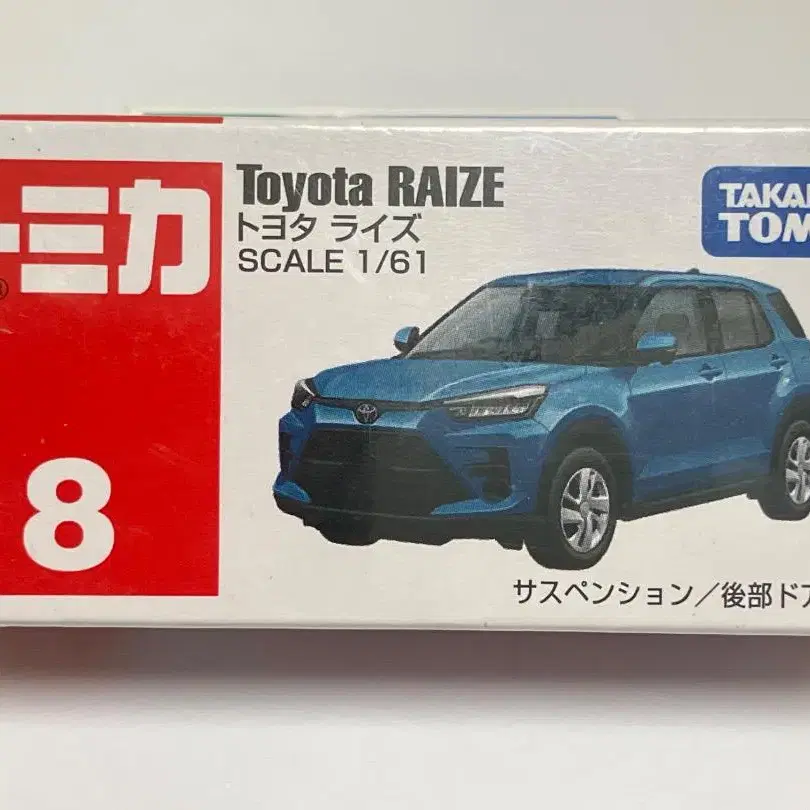 トミカ
®
8
Toyota RAIZE
トヨタ ライズ
SCALE 1/61
TAKA
TOM
サスペンション／後部ドア